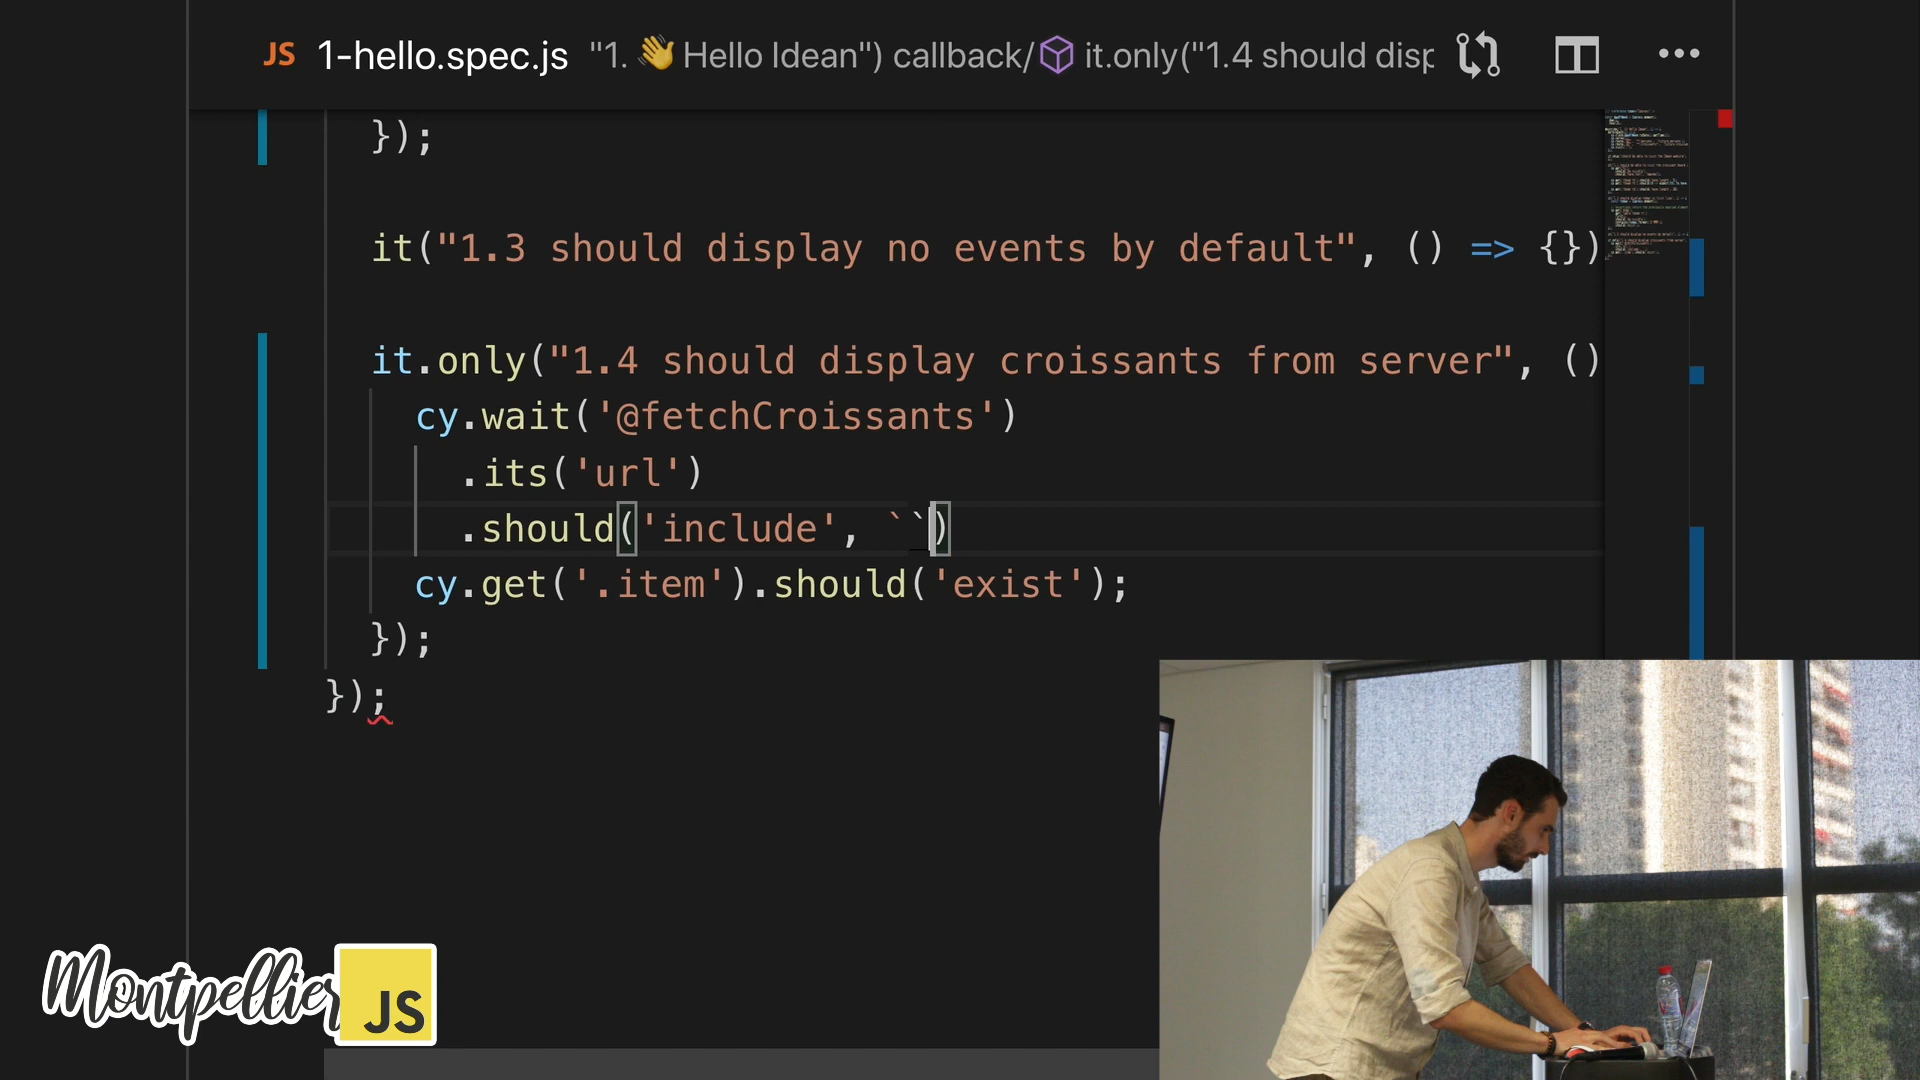 JS 1-hello.spec.js "1. 👋 Hello Idean") callback/ it.only("1.4 should disp
});
it("1.3 should display no events by default", () => {})
it.only("1.4 should display croissants from server", ()
cy.wait('@fetchCroissants')
.its('url')
.should('include', ``)
cy.get('.item').should('exist');
});
});
Montpellier JS